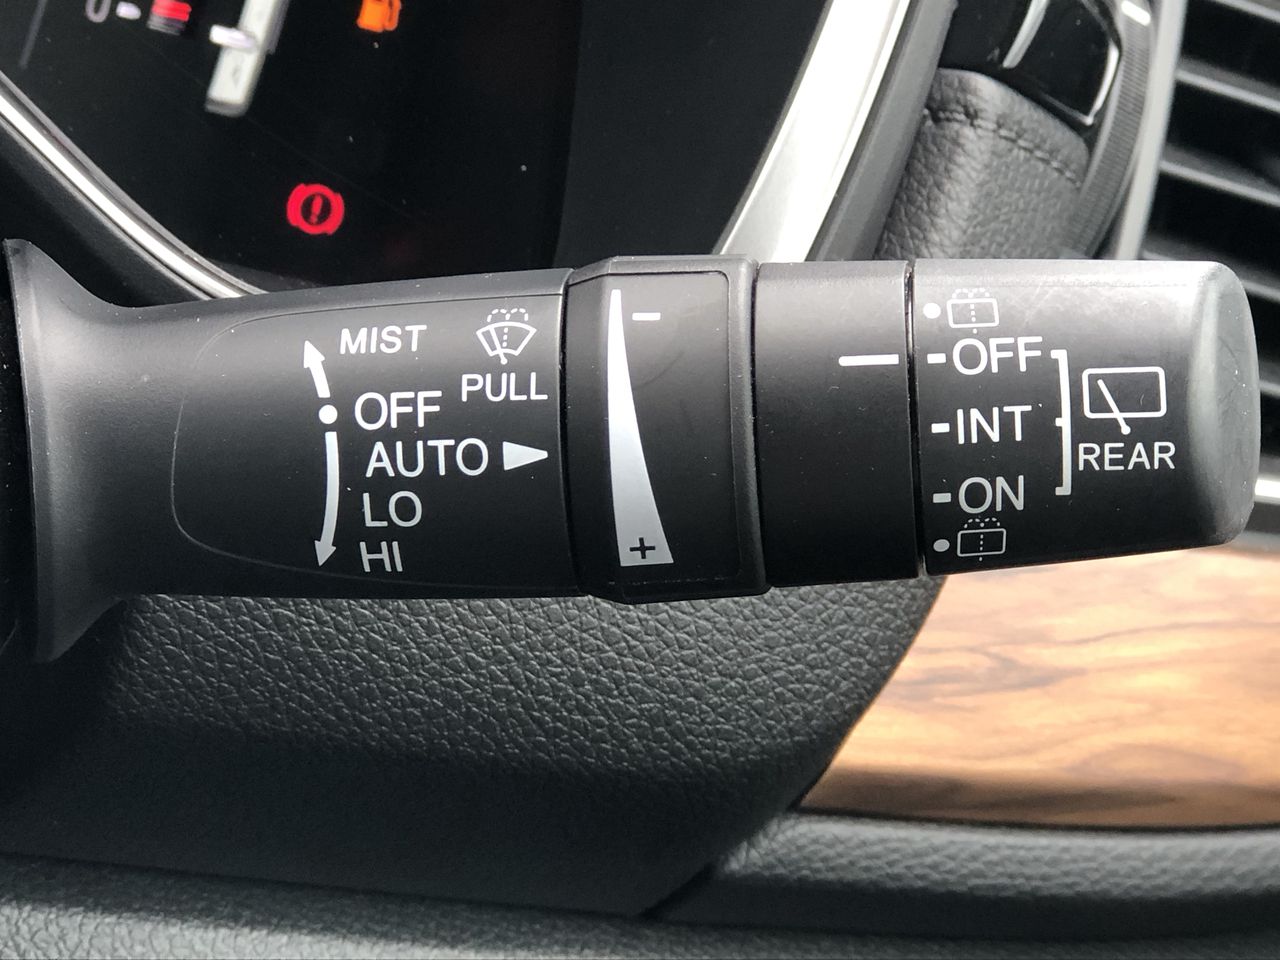 MIST
PULL
OFF
AUTO
LO
HI
-
+
OFF
INT
ON
REAR